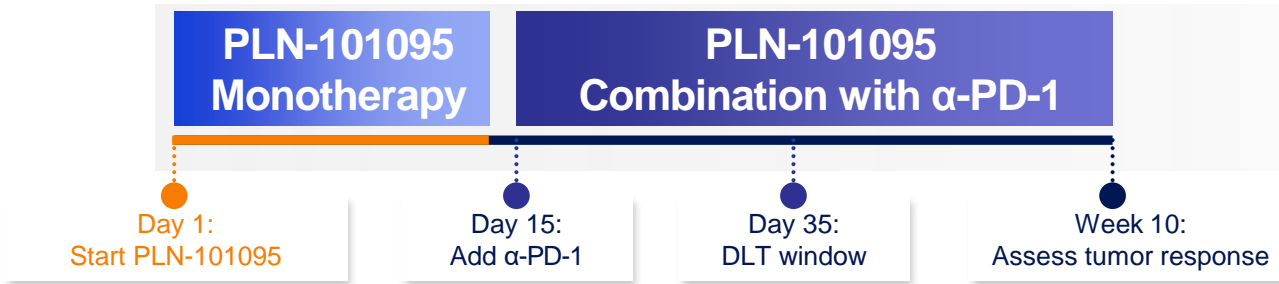 PLN-101095
Monotherapy
PLN-101095
Combination with α-PD-1
Day 1:
Start PLN-101095
Day 15:
Add α-PD-1
Day 35:
DLT window
Week 10:
Assess tumor response